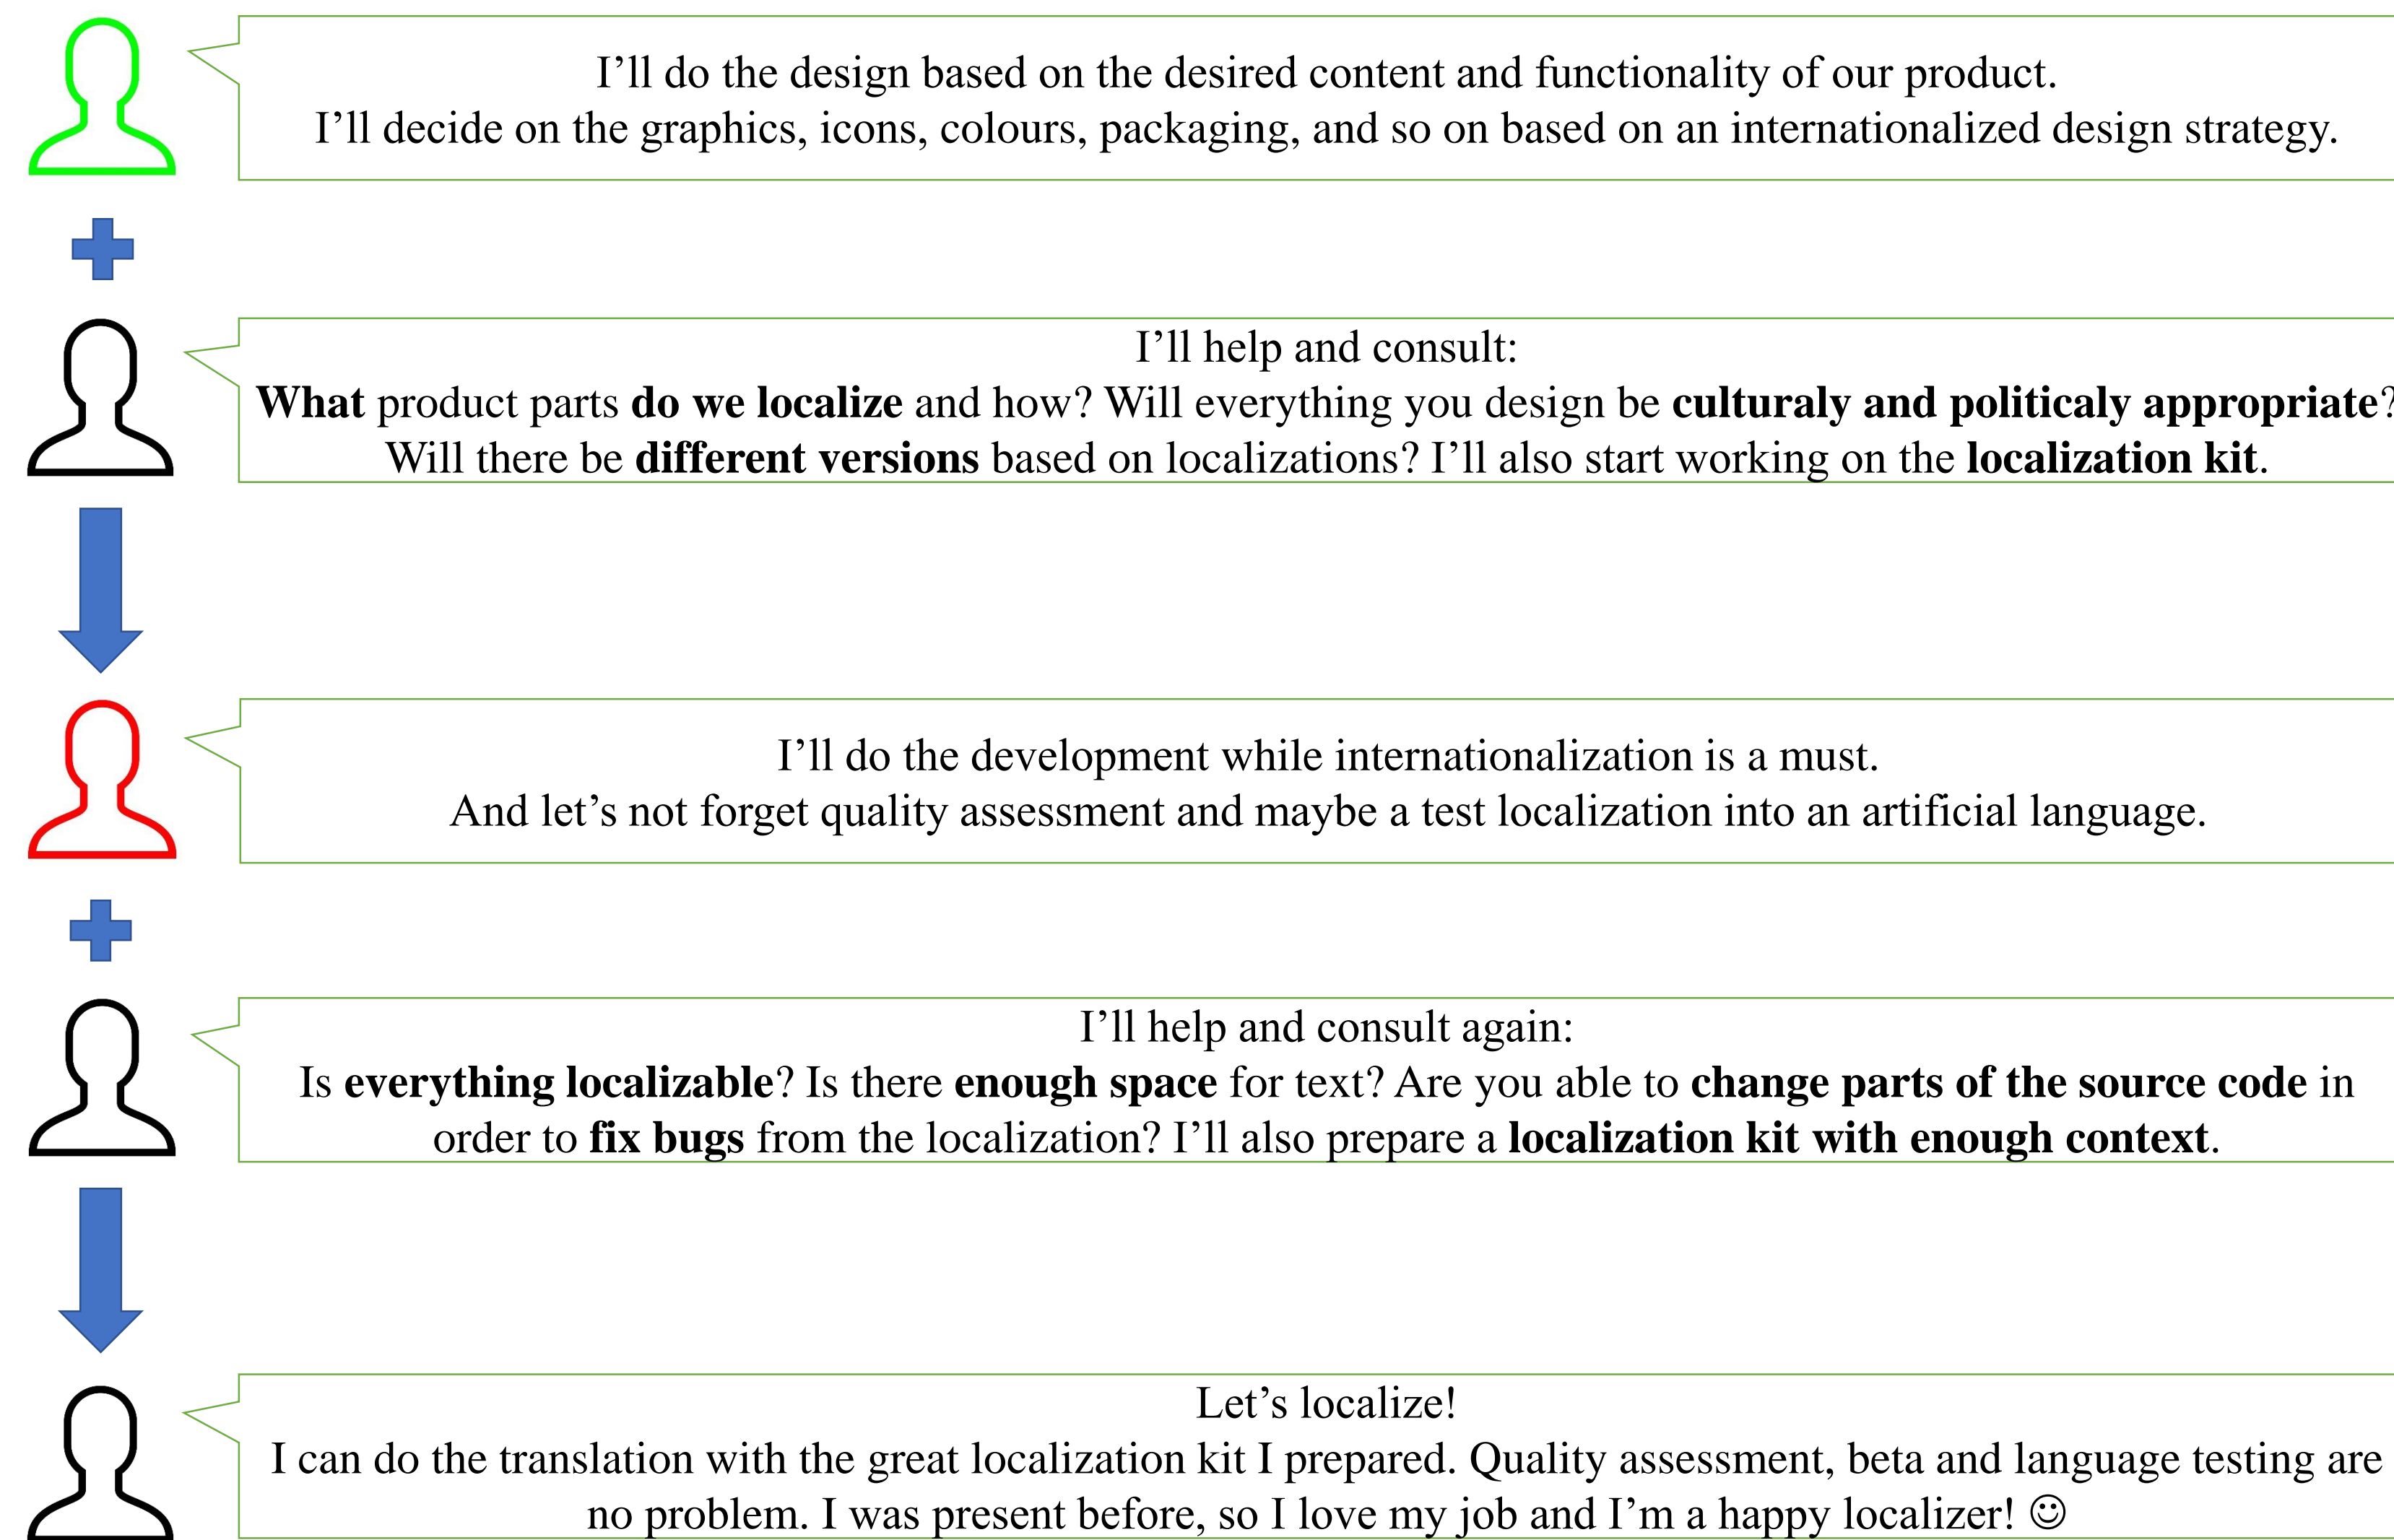 I’ll do the design based on the desired content and functionality of our product.
I’ll decide on the graphics, icons, colours, packaging, and so on based on an internationalized design strategy.
I’ll help and consult:
What product parts do we localize and how? Will everything you design be culturaly and politicaly appropriate?
Will there be different versions based on localizations? I’ll also start working on the localization kit.
I’ll do the development while internationalization is a must.
And let’s not forget quality assessment and maybe a test localization into an artificial language.
I’ll help and consult again:
Is everything localizable? Is there enough space for text? Are you able to change parts of the source code in
order to fix bugs from the localization? I’ll also prepare a localization kit with enough context.
Let’s localize!
I can do the translation with the great localization kit I prepared. Quality assessment, beta and language testing are
no problem. I was present before, so I love my job and I’m a happy localizer! ☺